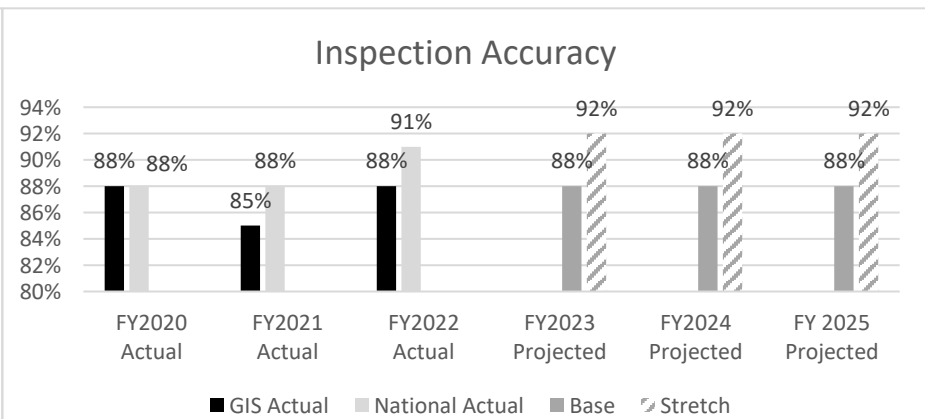 Inspection Accuracy
94%
92%
90%
88%
86%
84%
82%
80%
88%
88%
85%
88%
88%
91%
88%
92%
88%
92%
88%
92%
FY2020
Actual
FY2021
Actual
FY2022
Actual
FY2023
Projected
FY2024
Projected
FY 2025
Projected
GIS Actual
National Actual
Base
Stretch